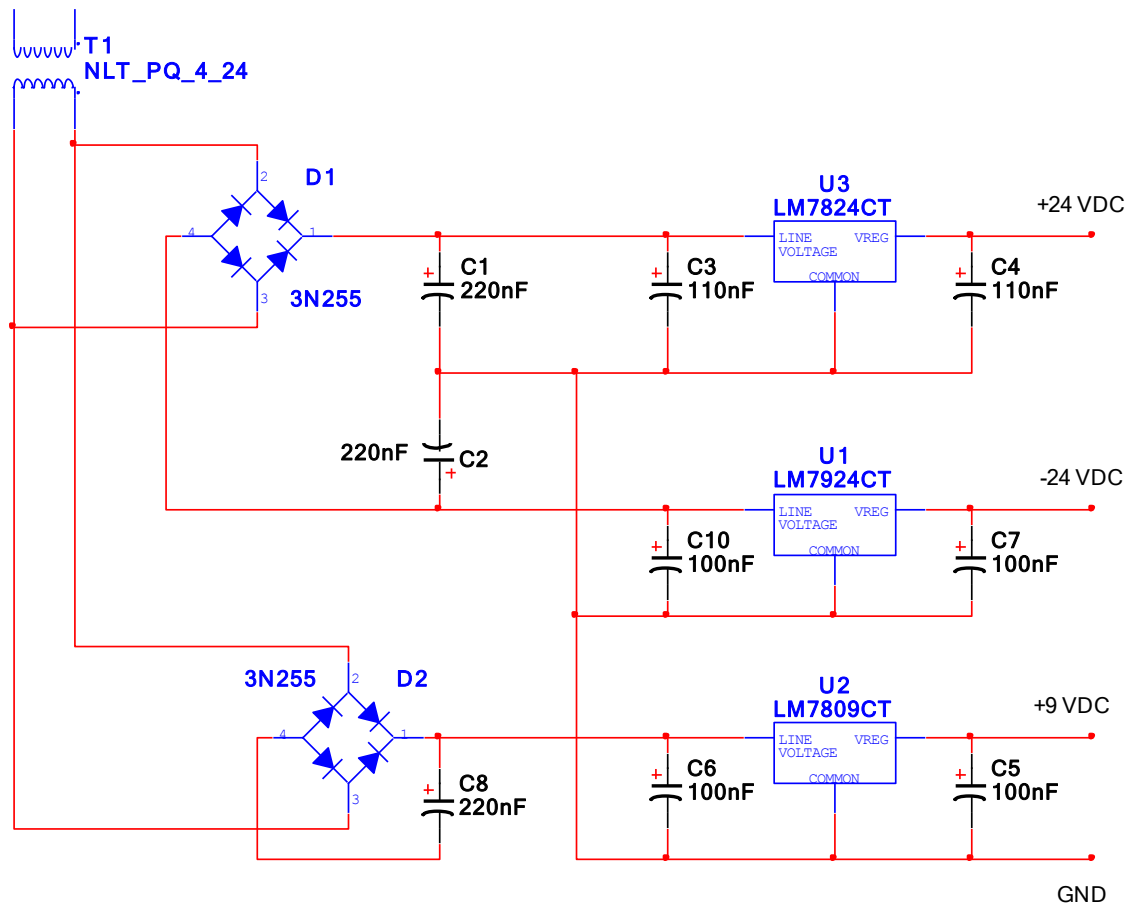 T1
NLT_PQ_4_24
2
D1
4
1
3
3N255
+
C1
220nF
+
C3
110nF
U3
LM7824CT
LINE
VREG
VOLTAGE
COMMON
+24 VDC
+
C4
110nF
220nF
C2
+
U1
LM7924CT
LINE
VREG
VOLTAGE
COMMON
-24 VDC
+
C10
100nF
+
C7
100nF
3N255
2
D2
4
1
3
+
C8
220nF
U2
LM7809CT
LINE
VREG
VOLTAGE
COMMON
+9 VDC
+
C6
100nF
+
C5
100nF
GND